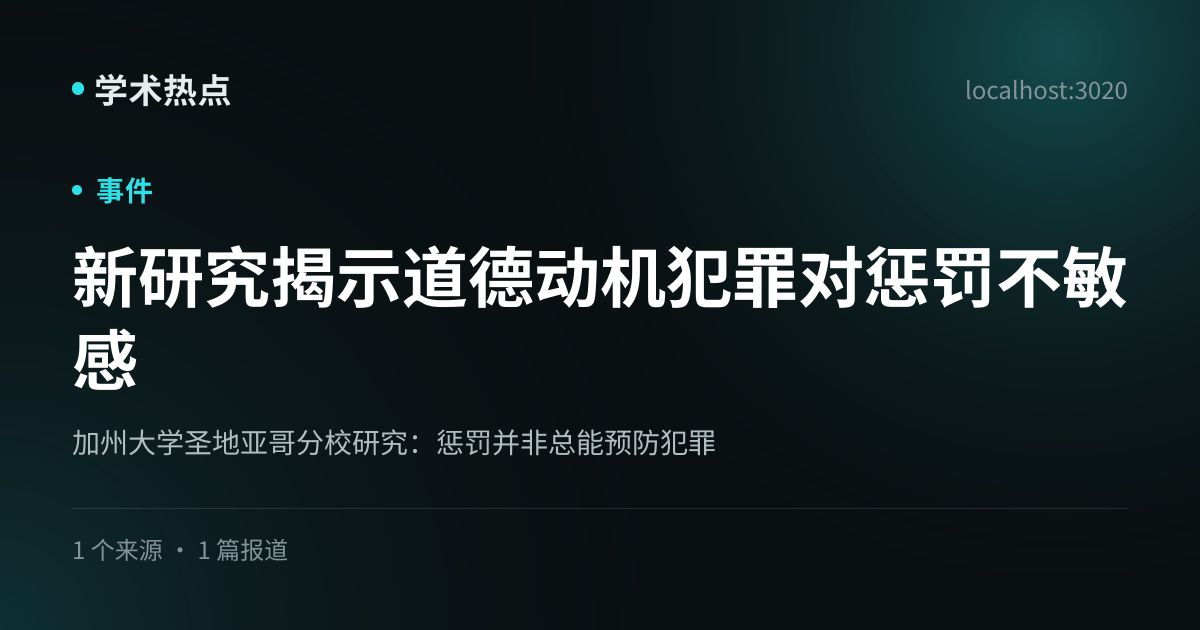 学术热点
localhost:3020
事件
新研究揭示道德动机犯罪对惩罚不敏
感
加州大学圣地亚哥分校研究：惩罚并非总能预防犯罪
1 个来源 · 1 篇报道